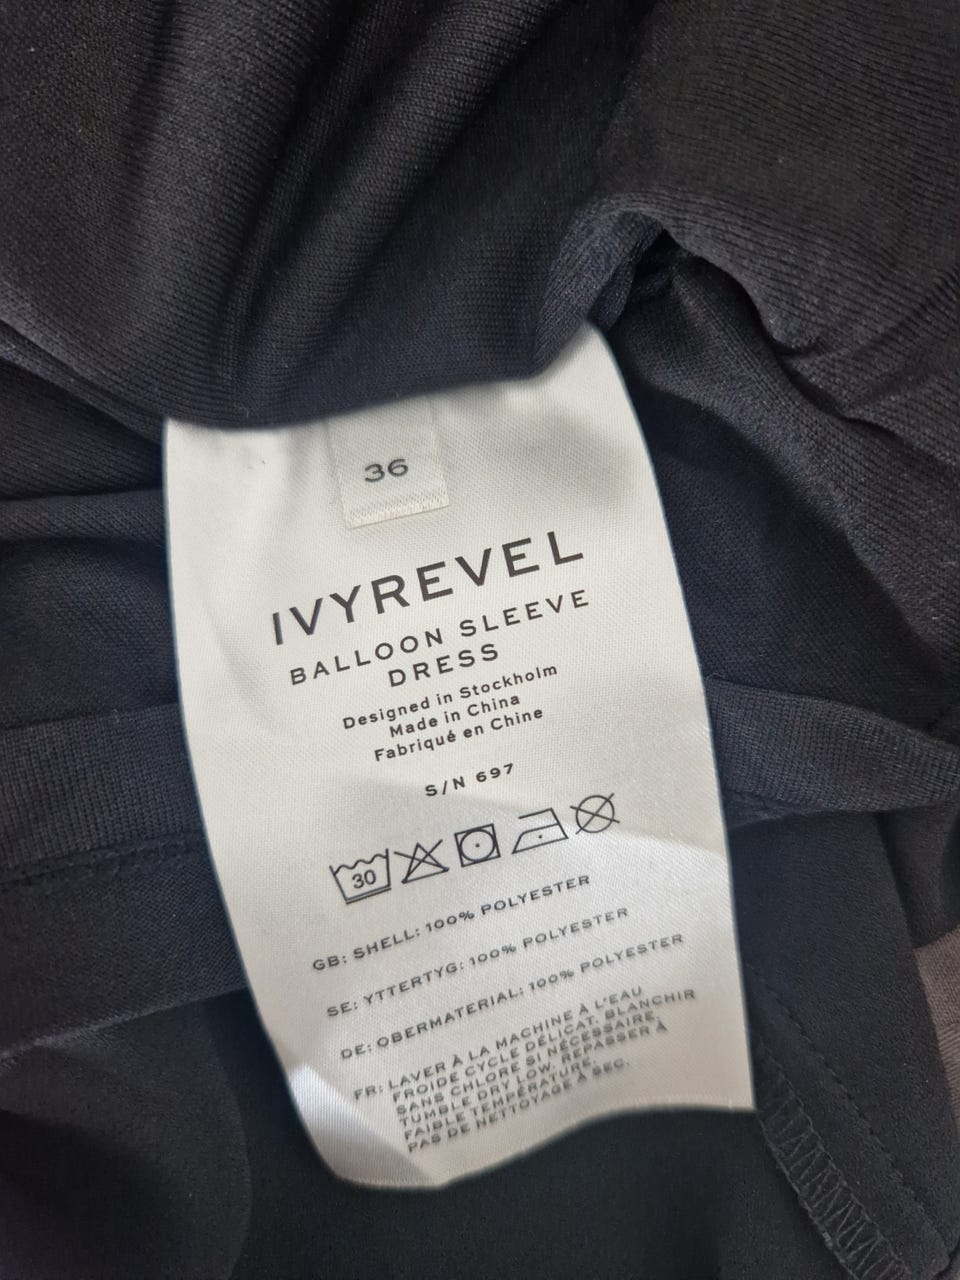 36
IVYREVEL
BALLOON SLEEVE
DRESS
Designed in Stockholm
Made in China
Fabriqué en Chine
S/N 697
30
GB: SHELL: 100% POLYESTER
SE: YTTERTYG: 100% POLYESTER
DE: OBERMATERIAL: 100% POLYESTER
FR: LAVER À LA MACHINE À L'EAU
FROIDE CYCLE DÉLICAT. BLANCHIR
SANS CHLORE SI NÉCESSAIRE.
TUMBLE DRY LOW. REPASSER À
FAIBLE TEMPÉRATURE.
PAS DE NETTOYAGE À SEC.